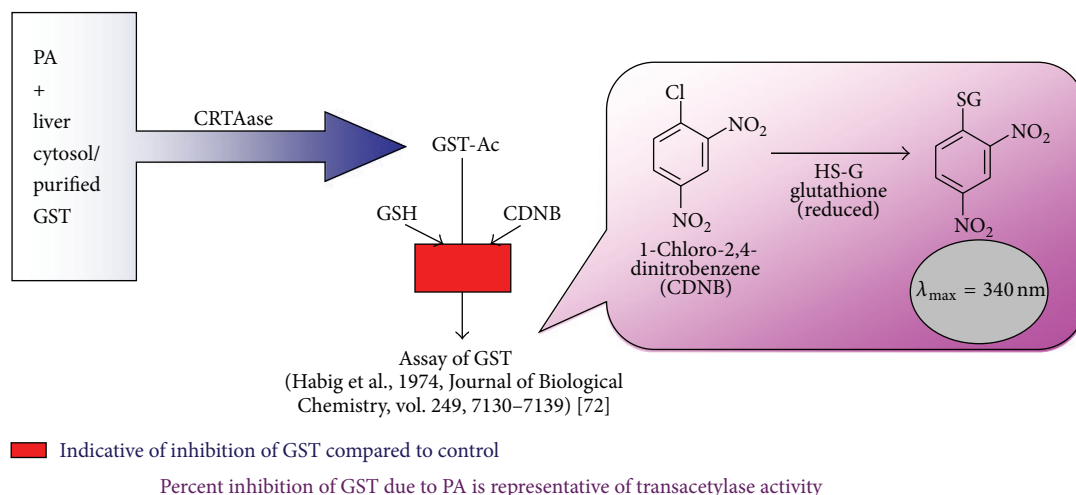 PA
+
liver
cytosol/
purified
GST
CRTAase
GST-Ac
GSH
CDNB
Assay of GST
(Habig et al., 1974, Journal of Biological
Chemistry, vol. 249, 7130–7139) [72]
Cl
NO₂
NO₂
1-Chloro-2,4-
dinitrobenzene
(CDNB)
HS-G
glutathione
(reduced)
SG
NO₂
NO₂
λmax = 340 nm
Indicative of inhibition of GST compared to control
Percent inhibition of GST due to PA is representative of transacetylase activity